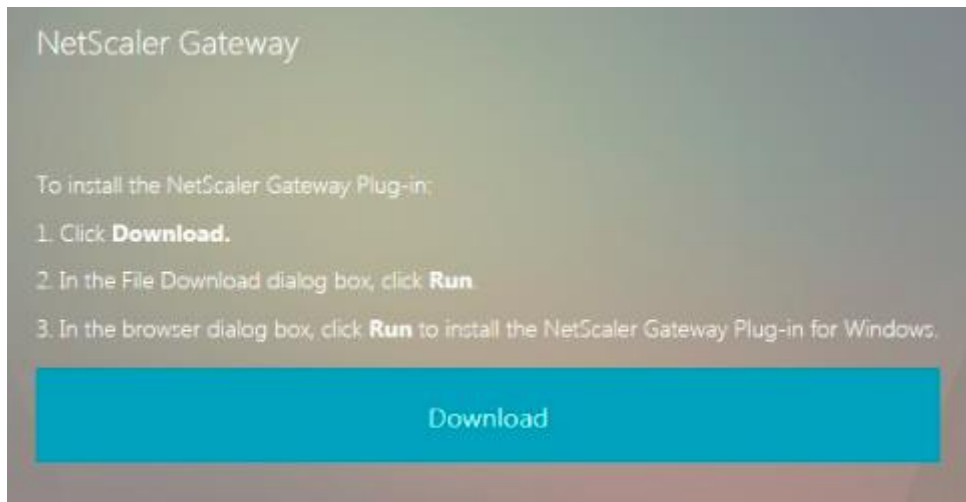 NetScaler Gateway
To install the NetScaler Gateway Plug-in:
1. Click Download.
2. In the File Download dialog box, click Run.
3. In the browser dialog box, click Run to install the NetScaler Gateway Plug-in for Windows.
Download